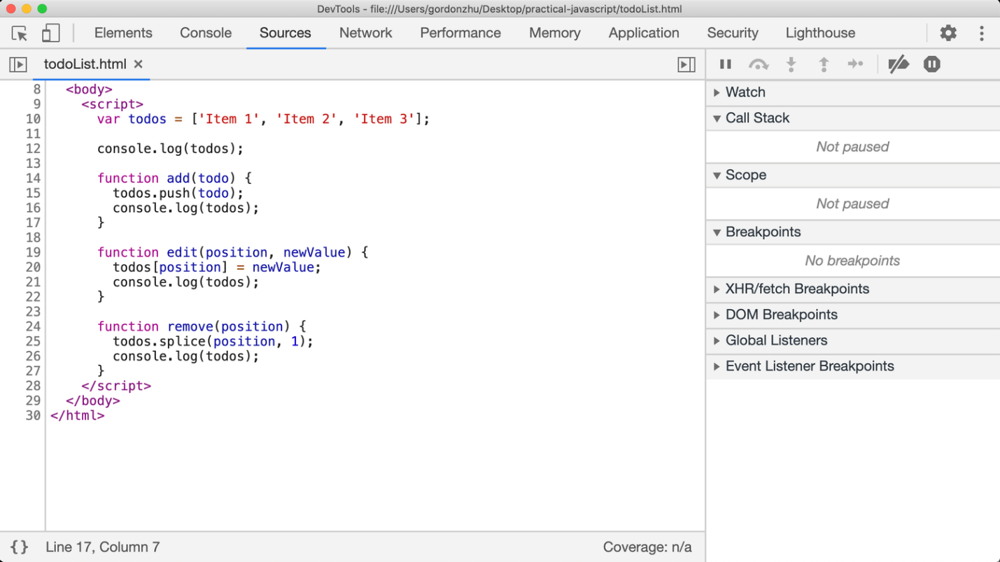 DevTools - file:///Users/gordonzhu/Desktop/practical-javascript/todoList.html
Elements Console Sources Network Performance Memory Application Security Lighthouse
todoList.html ×
8   <body>
9     <script>
10       var todos = ['Item 1', 'Item 2', 'Item 3'];
11
12       console.log(todos);
13
14       function add(todo) {
15         todos.push(todo);
16         console.log(todos);
17       }
18
19       function edit(position, newValue) {
20         todos[position] = newValue;
21         console.log(todos);
22       }
23
24       function remove(position) {
25         todos.splice(position, 1);
26         console.log(todos);
27       }
28     </script>
29   </body>
30 </html>
{} Line 17, Column 7
Coverage: n/a
Watch
Call Stack
Not paused
Scope
Not paused
Breakpoints
No breakpoints
XHR/fetch Breakpoints
DOM Breakpoints
Global Listeners
Event Listener Breakpoints